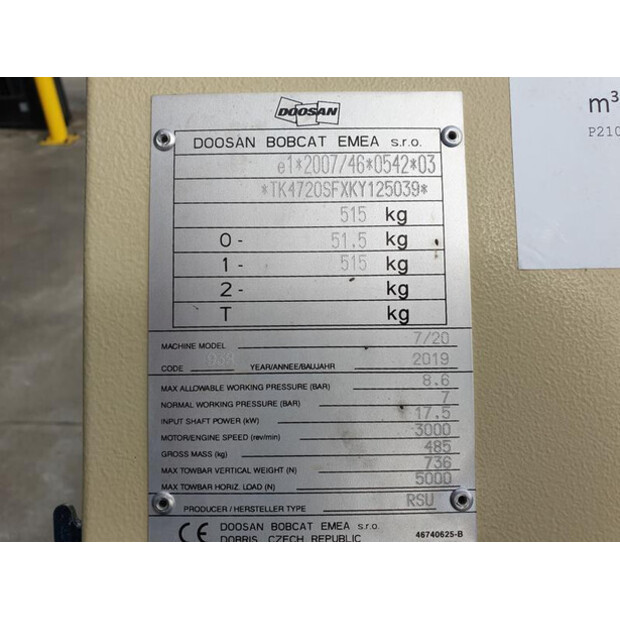 DOOSAN
DOOSAN BOBCAT EMEA s.r.o.
e1*2007/46*0542*03
*TK4720SFXKY125039*
515 kg
0- 51.5 kg
1- 515 kg
2- kg
T kg
MACHINE MODEL 7/20
CODE YEAR/ANNEE/BAUJAHR 2019
MAX ALLOWABLE WORKING PRESSURE (BAR) 8.6
NORMAL WORKING PRESSURE (BAR) 7
INPUT SHAFT POWER (kW) 17.5
MOTOR/ENGINE SPEED (rev/min) 3000
GROSS MASS (kg) 485
MAX TOWBAR VERTICAL WEIGHT (N) 736
MAX TOWBAR HORIZ. LOAD (N) 5000
PRODUCER / HERSTELLER TYPE RSU
CE DOOSAN BOBCAT EMEA s.r.o.
DOBRIS, CZECH REPUBLIC 46740625-B
m³
P210